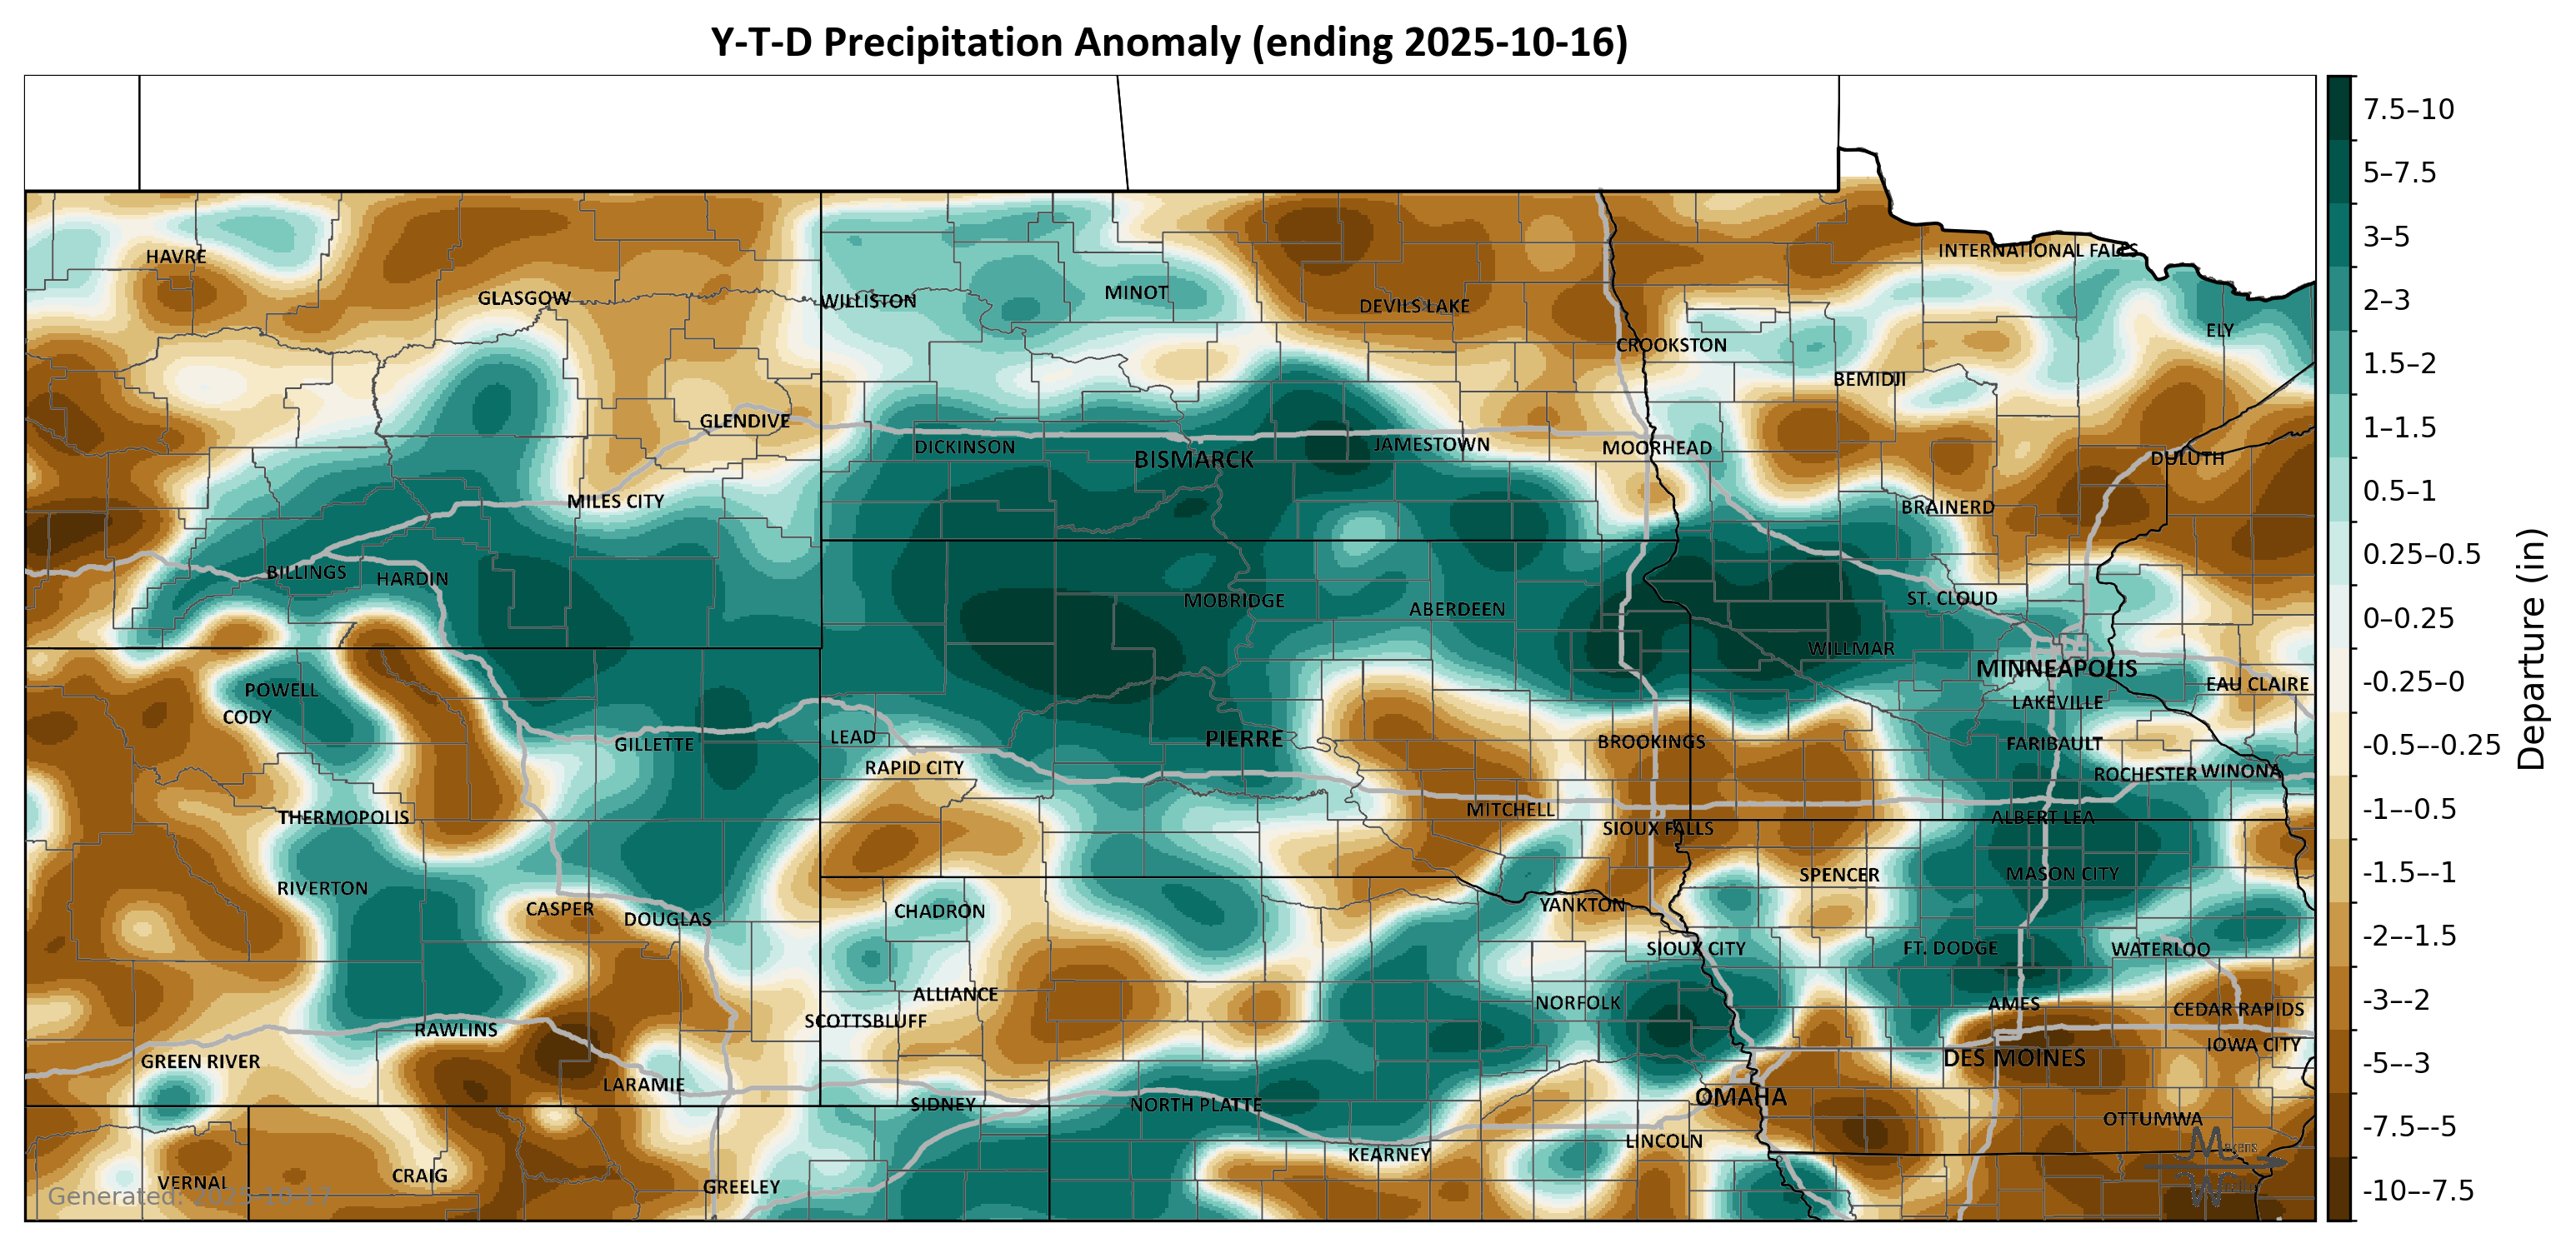 Y-T-D Precipitation Anomaly (ending 2025-10-16)
7.5–10
5–7.5
3–5
2–3
1.5–2
1–1.5
0.5–1
0.25–0.5
0–0.25
-0.25–0
-0.5–-0.25
-1–-0.5
-1.5–-1
-2–-1.5
-3–-2
-5–-3
-7.5–-5
-10–-7.5
Departure (in)
HAVRE
INTERNATIONAL FALLS
GLASGOW
WILLISTON
MINOT
DEVILS LAKE
ELY
CROOKSTON
BEMIDJI
GLENDIVE
DICKINSON
BISMARCK
JAMESTOWN
MOORHEAD
DULUTH
MILES CITY
BRAINERD
BILLINGS
HARDIN
MOBRIDGE
ABERDEEN
ST. CLOUD
WILLMAR
MINNEAPOLIS
POWELL
EAU CLAIRE
CODY
LAKEVILLE
GILLETTE
LEAD
PIERRE
BROOKINGS
FARIBAULT
RAPID CITY
ROCHESTER
WINONA
THERMOPOLIS
MITCHELL
ALBERT LEA
SIOUX FALLS
RIVERTON
SPENCER
MASON CITY
CASPER
DOUGLAS
CHADRON
YANKTON
SIOUX CITY
FT. DODGE
WATERLOO
ALLIANCE
NORFOLK
AMES
CEDAR RAPIDS
SCOTTSBLUFF
RAWLINS
GREEN RIVER
DES MOINES
IOWA CITY
LARAMIE
SIDNEY
NORTH PLATTE
OMAHA
OTTUMWA
LINCOLN
KEARNEY
VERNAL
CRAIG
GREELEY
Generated: 2025-10-17